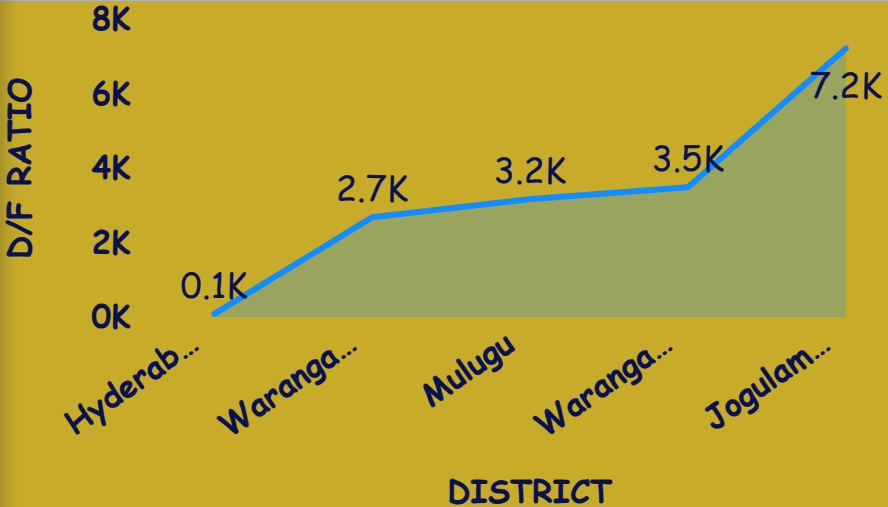 8K
6K
4K
2K
0K
D/F RATIO
0.1K
2.7K
3.2K
3.5K
7.2K
Hyderab...
Waranga...
Mulugu
Waranga...
Jogulam...
DISTRICT